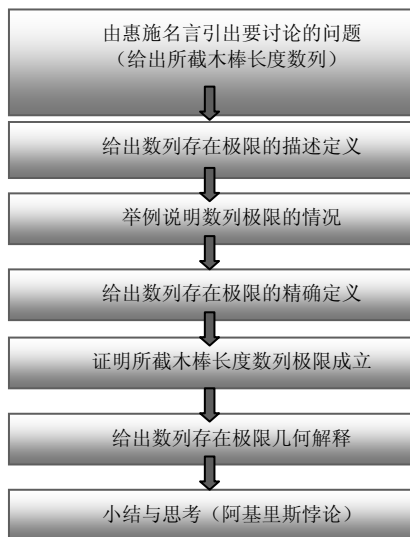 由惠施名言引出要讨论的问题
（给出所截木棒长度数列）
给出数列存在极限的描述定义
举例说明数列极限的情况
给出数列存在极限的精确定义
证明所截木棒长度数列极限成立
给出数列存在极限几何解释
小结与思考（阿基里斯悖论）